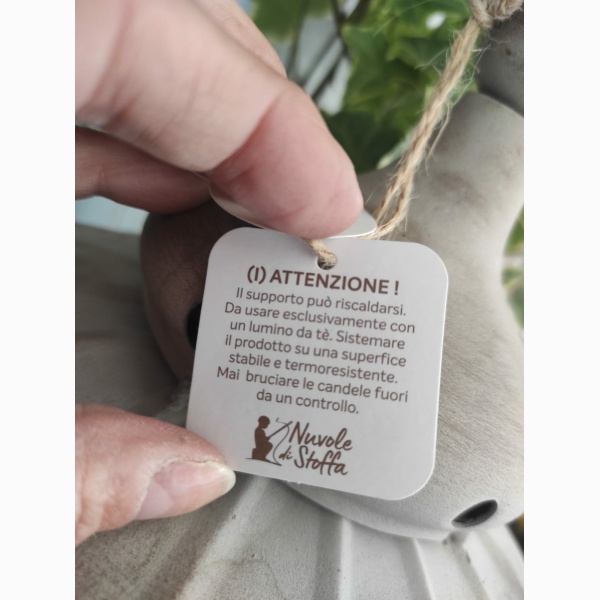 (I) ATTENZIONE !
Il supporto può riscaldarsi.
Da usare esclusivamente con
un lumino da tè. Sistemare
il prodotto su una superfice
stabile e termoresistente.
Mai bruciare le candele fuori
da un controllo.
Nuvole
di Stoffa